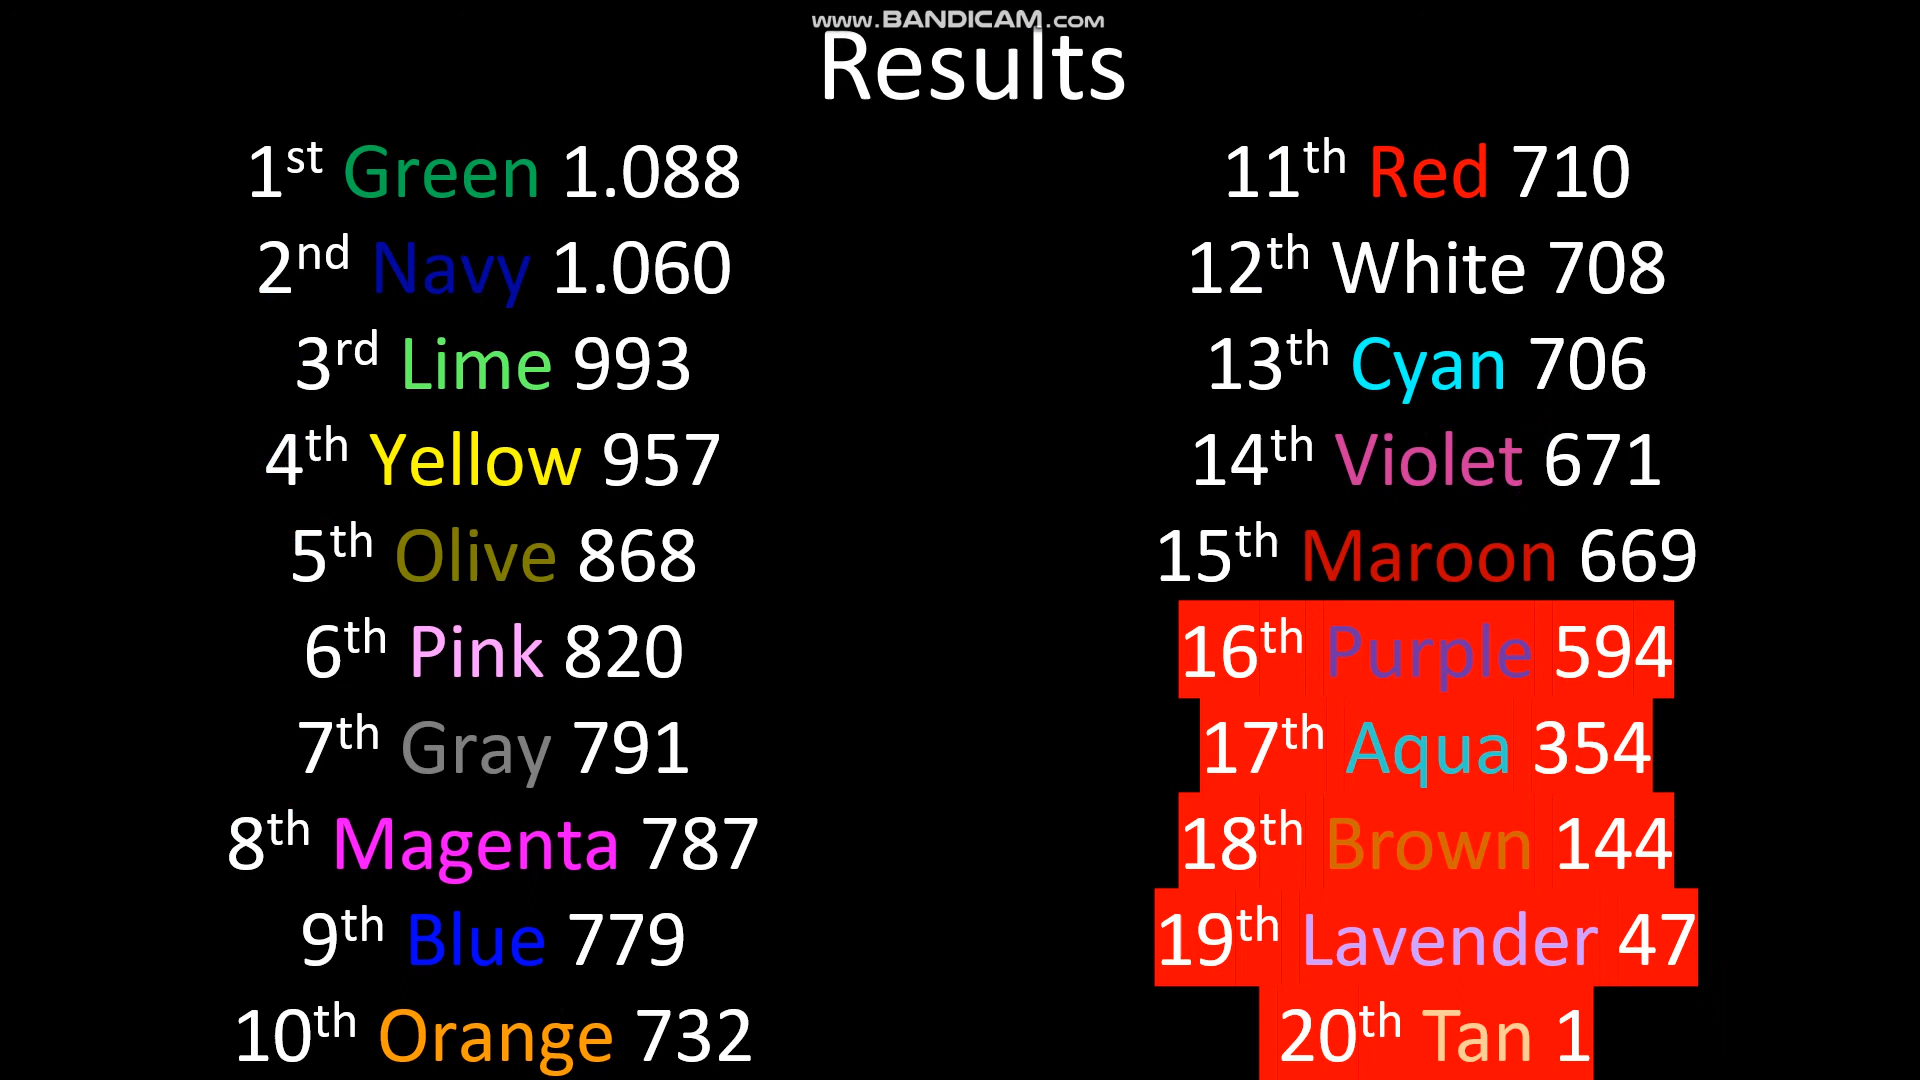 www.BANDICAM.com
Results
1st Green 1.088
2nd Navy 1.060
3rd Lime 993
4th Yellow 957
5th Olive 868
6th Pink 820
7th Gray 791
8th Magenta 787
9th Blue 779
10th Orange 732
11th Red 710
12th White 708
13th Cyan 706
14th Violet 671
15th Maroon 669
16th Purple 594
17th Aqua 354
18th Brown 144
19th Lavender 47
20th Tan 1